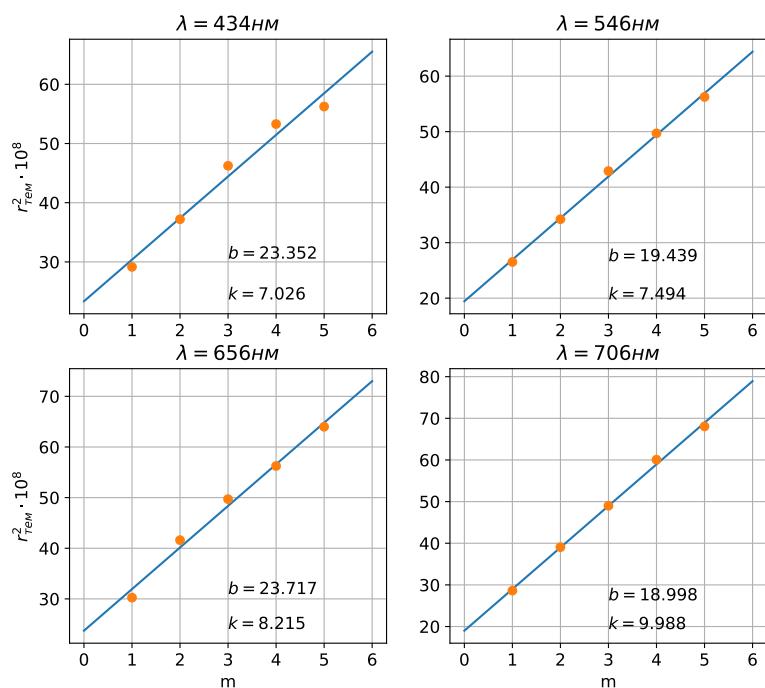 λ = 434нм
r²тем · 10⁸
60
50
40
30
b = 23.352
k = 7.026
0 1 2 3 4 5 6
λ = 546нм
60
50
40
30
20
b = 19.439
k = 7.494
0 1 2 3 4 5 6
λ = 656нм
r²тем · 10⁸
70
60
50
40
30
b = 23.717
k = 8.215
0 1 2 3 4 5 6
m
λ = 706нм
80
70
60
50
40
30
20
b = 18.998
k = 9.988
0 1 2 3 4 5 6
m